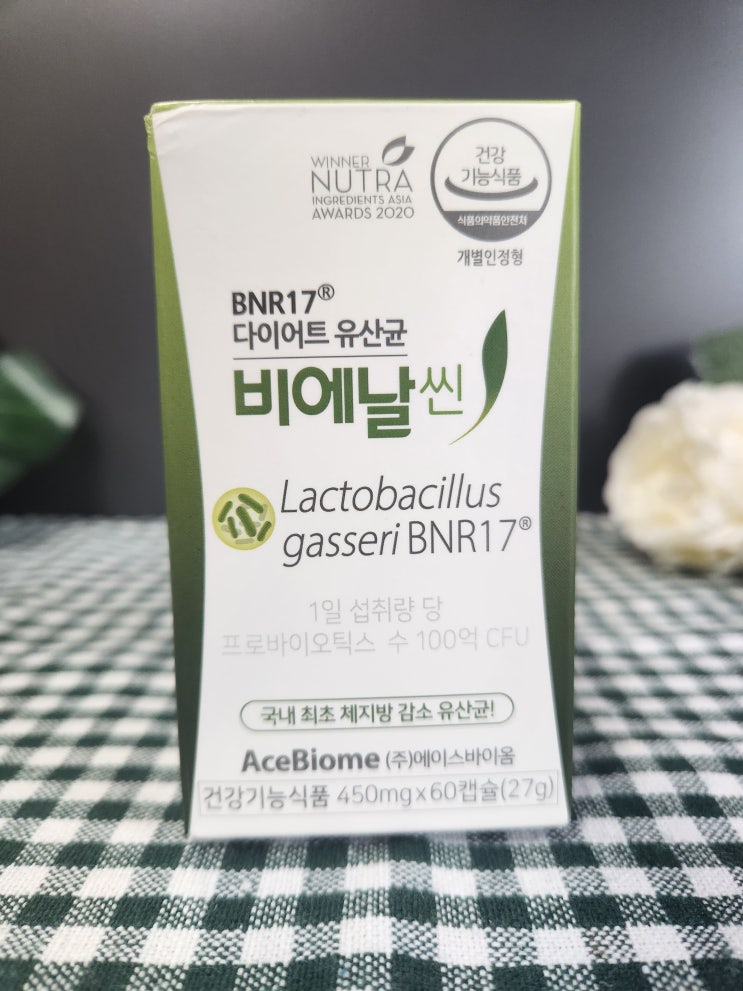 WINNER
NUTRA
INGREDIENTS ASIA
AWARDS 2020
건강
기능식품
식품의약품안전처
개별인정형
BNR17®
다이어트 유산균
비에날씬
Lactobacillus
gasseri BNR17®
1일 섭취량 당
프로바이오틱스 수 100억 CFU
국내 최초 체지방 감소 유산균!
AceBiome (주)에이스바이옴
건강기능식품 450mg x 60캡슐(27g)